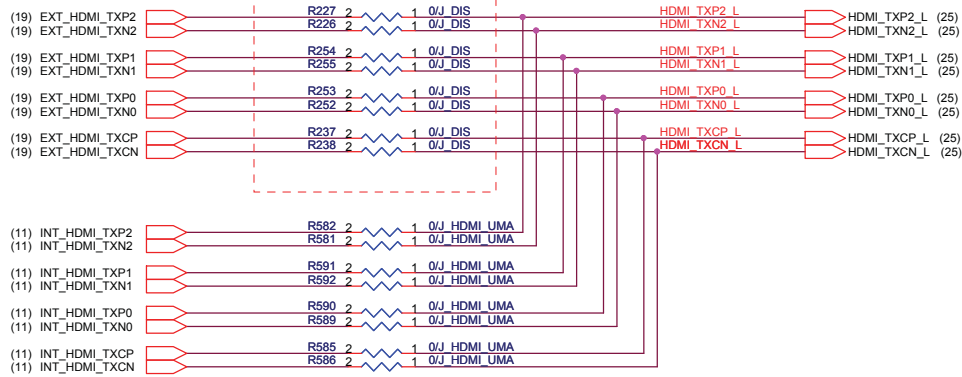 (19) EXT_HDMI_TXP2 R227 2 1 0/J_DIS HDMI_TXP2_L HDMI_TXP2_L (25)
(19) EXT_HDMI_TXN2 R226 2 1 0/J_DIS HDMI_TXN2_L HDMI_TXN2_L (25)
(19) EXT_HDMI_TXP1 R254 2 1 0/J_DIS HDMI_TXP1_L HDMI_TXP1_L (25)
(19) EXT_HDMI_TXN1 R255 2 1 0/J_DIS HDMI_TXN1_L HDMI_TXN1_L (25)
(19) EXT_HDMI_TXP0 R253 2 1 0/J_DIS HDMI_TXP0_L HDMI_TXP0_L (25)
(19) EXT_HDMI_TXN0 R252 2 1 0/J_DIS HDMI_TXN0_L HDMI_TXN0_L (25)
(19) EXT_HDMI_TXCP R237 2 1 0/J_DIS HDMI_TXCP_L HDMI_TXCP_L (25)
(19) EXT_HDMI_TXCN R238 2 1 0/J_DIS HDMI_TXCN_L HDMI_TXCN_L (25)
(11) INT_HDMI_TXP2 R582 2 1 0/J_HDMI_UMA
(11) INT_HDMI_TXN2 R581 2 1 0/J_HDMI_UMA
(11) INT_HDMI_TXP1 R591 2 1 0/J_HDMI_UMA
(11) INT_HDMI_TXN1 R592 2 1 0/J_HDMI_UMA
(11) INT_HDMI_TXP0 R590 2 1 0/J_HDMI_UMA
(11) INT_HDMI_TXN0 R589 2 1 0/J_HDMI_UMA
(11) INT_HDMI_TXCP R585 2 1 0/J_HDMI_UMA
(11) INT_HDMI_TXCN R586 2 1 0/J_HDMI_UMA